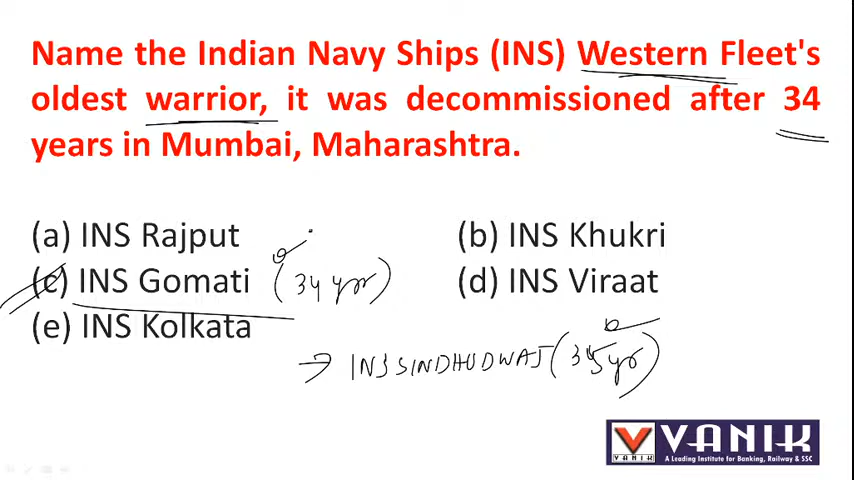 Name the Indian Navy Ships (INS) Western Fleet's
oldest warrior, it was decommissioned after 34
years in Mumbai, Maharashtra.
(a) INS Rajput
(b) INS Khukri
(c) INS Gomati (34 yr)
(d) INS Viraat
(e) INS Kolkata
→ INS SINDHUDWAJ (35 yr)
VANIK
VANIK
A Leading Institute for Banking, Railway & SSC